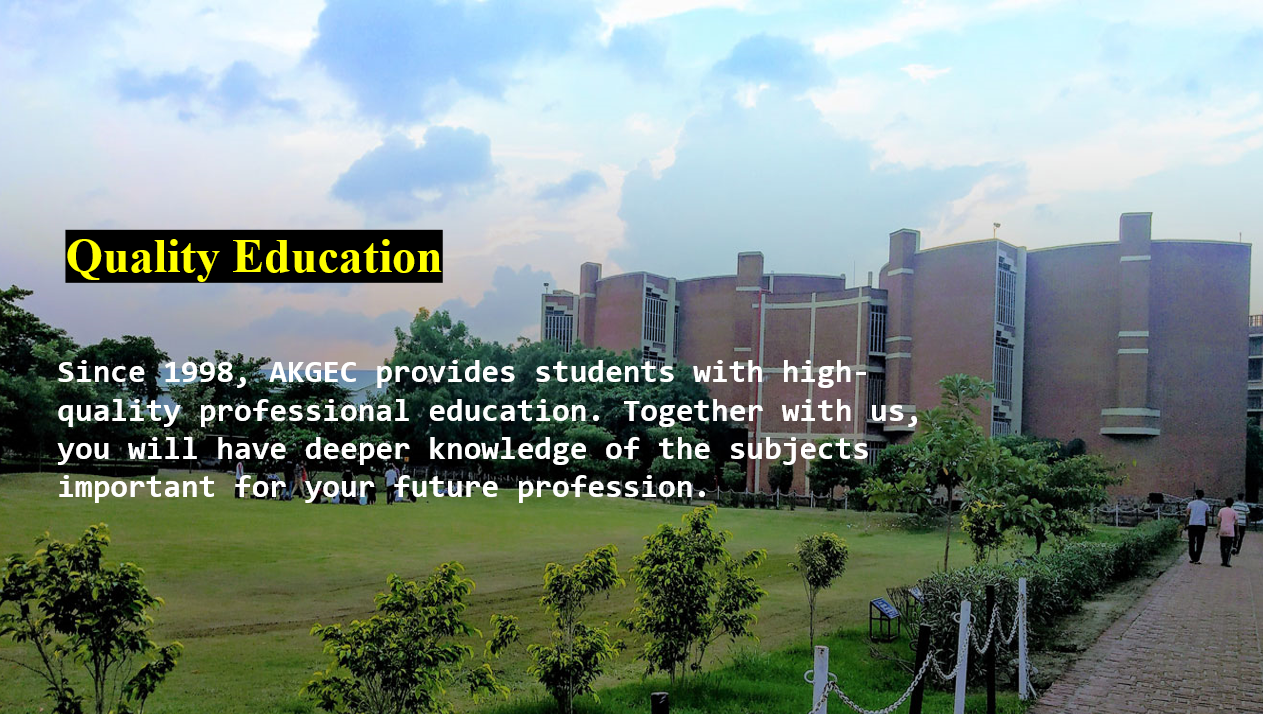 Quality Education
Since 1998, AKGEC provides students with high-
quality professional education. Together with us,
you will have deeper knowledge of the subjects
important for your future profession.